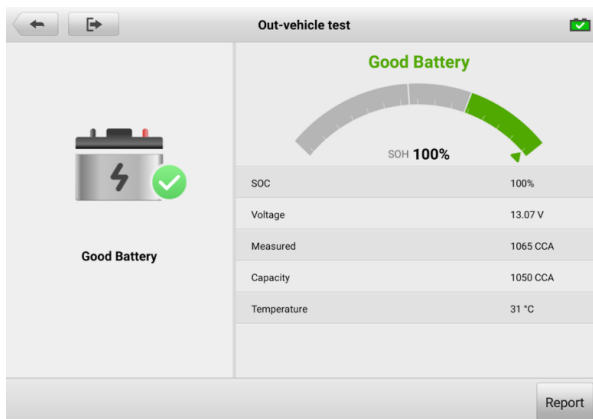 Out-vehicle test
Good Battery
Good Battery
SOH 100%
SOC 100%
Voltage 13.07 V
Measured 1065 CCA
Capacity 1050 CCA
Temperature 31 °C
Report